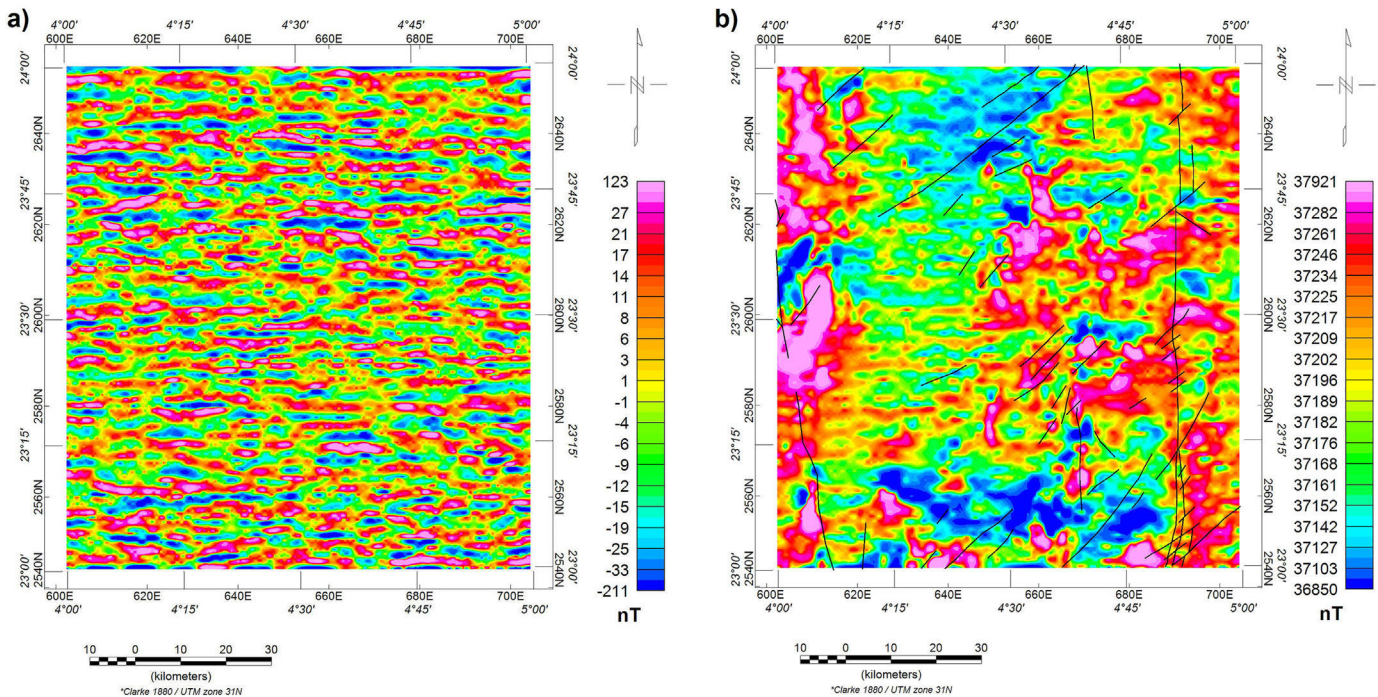 a)
4°00' 4°15' 4°30' 4°45' 5°00'
600E 620E 640E 660E 680E 700E
24°00' 24°00'
2640N 2640N
23°45' 23°45'
2620N 2620N
2600N 2600N
23°30' 23°30'
2580N 2580N
23°15' 23°15'
2560N 2560N
23°00' 23°00'
2540N 2540N
600E 620E 640E 660E 680E 700E
4°00' 4°15' 4°30' 4°45' 5°00'
N
123
27
21
17
14
11
8
6
3
1
-1
-4
-6
-9
-12
-15
-19
-25
-33
-211
nT
10 0 10 20 30
(kilometers)
*Clarke 1880 / UTM zone 31N
b)
4°00' 4°15' 4°30' 4°45' 5°00'
600E 620E 640E 660E 680E 700E
24°00' 24°00'
2640N 2640N
23°45' 23°45'
2620N 2620N
2600N 2600N
23°30' 23°30'
2580N 2580N
23°15' 23°15'
2560N 2560N
23°00' 23°00'
2540N 2540N
600E 620E 640E 660E 680E 700E
4°00' 4°15' 4°30' 4°45' 5°00'
N
37921
37282
37261
37246
37234
37225
37217
37209
37202
37196
37189
37182
37176
37168
37161
37152
37142
37127
37103
36850
nT
10 0 10 20 30
(kilometers)
*Clarke 1880 / UTM zone 31N